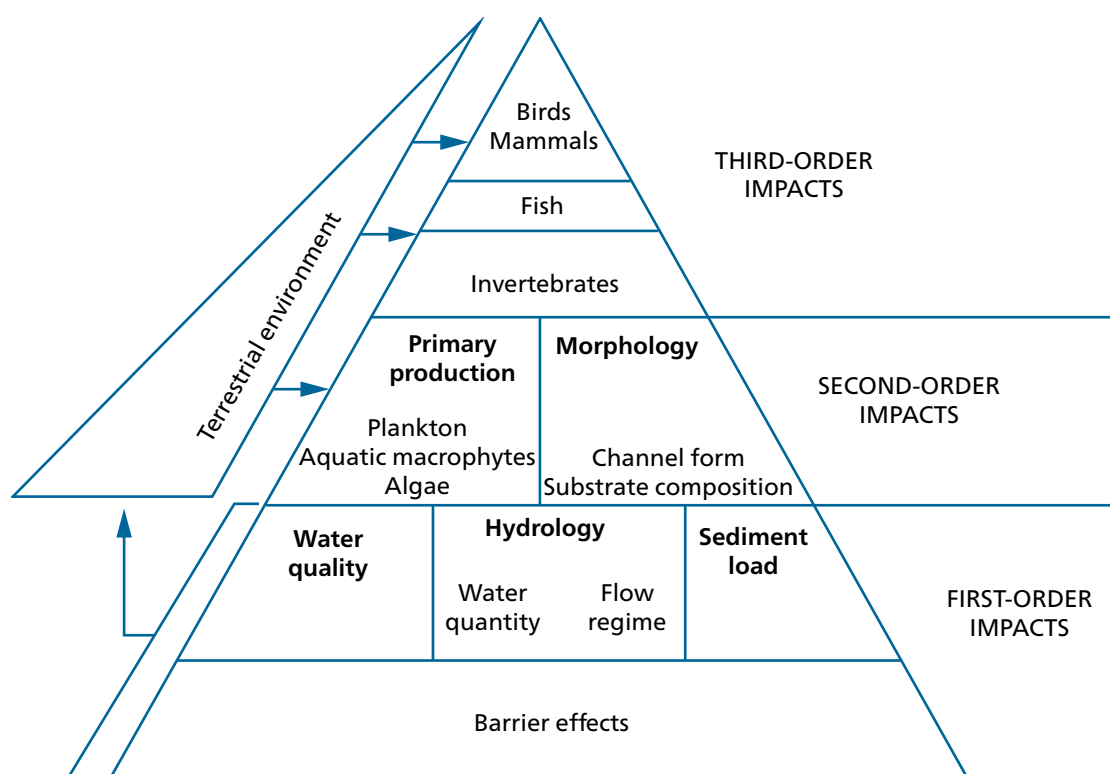 Birds
Mammals
THIRD-ORDER
IMPACTS
Fish
Terrestrial environment
Invertebrates
Primary
production
Morphology
SECOND-ORDER
IMPACTS
Plankton
Aquatic macrophytes
Algae
Channel form
Substrate composition
Water
quality
Hydrology
Sediment
load
Water
quantity
Flow
regime
FIRST-ORDER
IMPACTS
Barrier effects